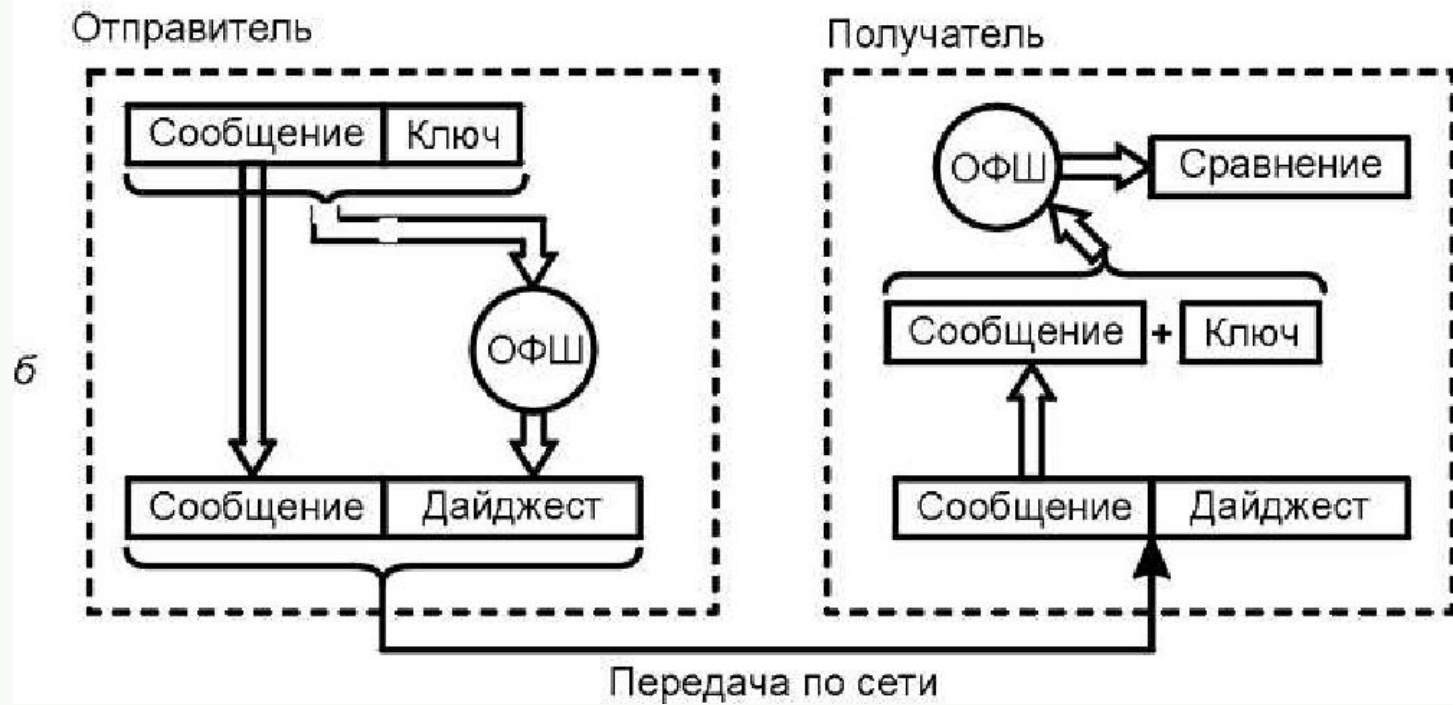 Отправитель
Сообщение Ключ
ОФШ
Сообщение Дайджест
б
Получатель
ОФШ Сравнение
Сообщение + Ключ
Сообщение Дайджест
Передача по сети